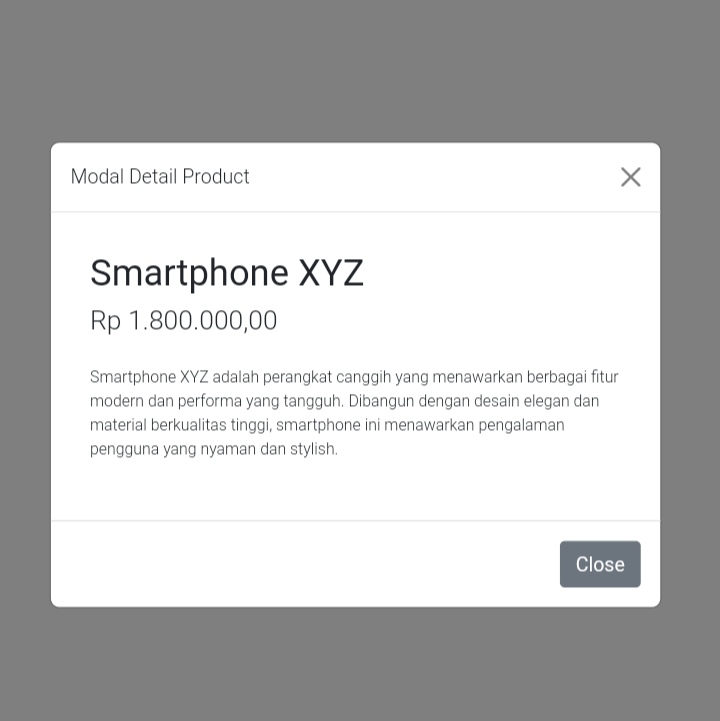 Modal Detail Product
Smartphone XYZ
Rp 1.800.000,00
Smartphone XYZ adalah perangkat canggih yang menawarkan berbagai fitur
modern dan performa yang tangguh. Dibangun dengan desain elegan dan
material berkualitas tinggi, smartphone ini menawarkan pengalaman
pengguna yang nyaman dan stylish.
Close